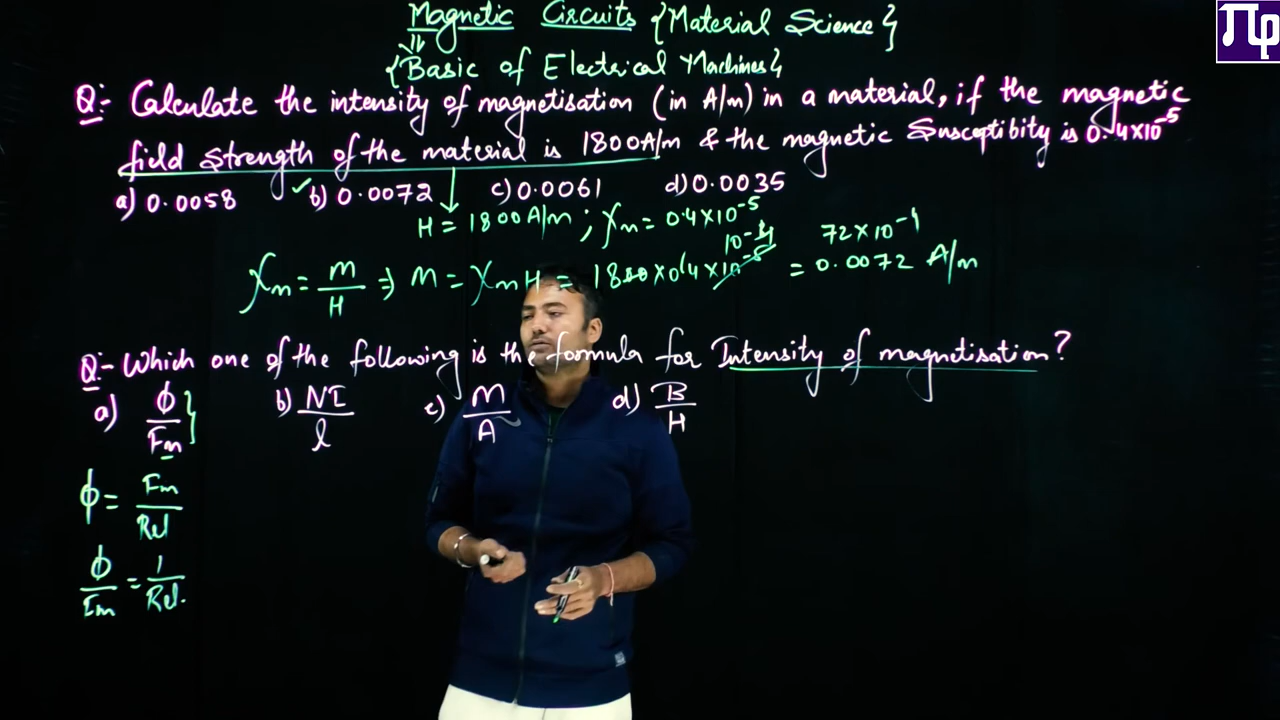 Magnetic Circuits {Material Science}
{Basic of Electrical Machines}
Q:- Calculate the intensity of magnetisation (in A/m) in a material, if the magnetic
field strength of the material is 1800A/m & the magnetic Susceptibity is 0.4×10⁻⁵
a) 0.0058 ✓b) 0.0072 c) 0.0061 d) 0.0035
H = 1800A/m ; χm = 0.4×10⁻⁵
χm = m/H ⇒ M = χm H = 1800×0.4×10⁻⁵ = 0.0072 A/m
72×10⁻⁴
Q:- Which one of the following is the formula for Intensity of magnetisation?
a) Φ/Fm b) NI/l c) M/A d) B/H
Φ = Fm/Rel
Φ/Fm = 1/Rel.
πφ